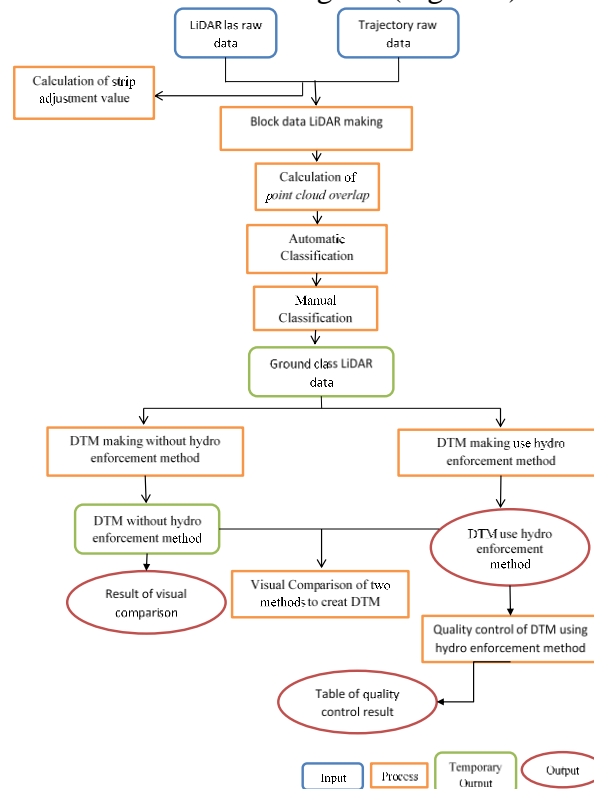 LiDAR las raw
data
Trajectory raw
data
Calculation of strip
adjustment value
Block data LiDAR making
Calculation of
point cloud overlap
Automatic
Classification
Manual
Classification
Ground class LiDAR
data
DTM making without hydro
enforcement method
DTM making use hydro
enforcement method
DTM without hydro
enforcement method
DTM use hydro
enforcement
method
Result of visual
comparison
Visual Comparison of two
methods to creat DTM
Quality control of DTM using
hydro enforcement method
Table of quality
control result
Input
Process
Temporary
Output
Output